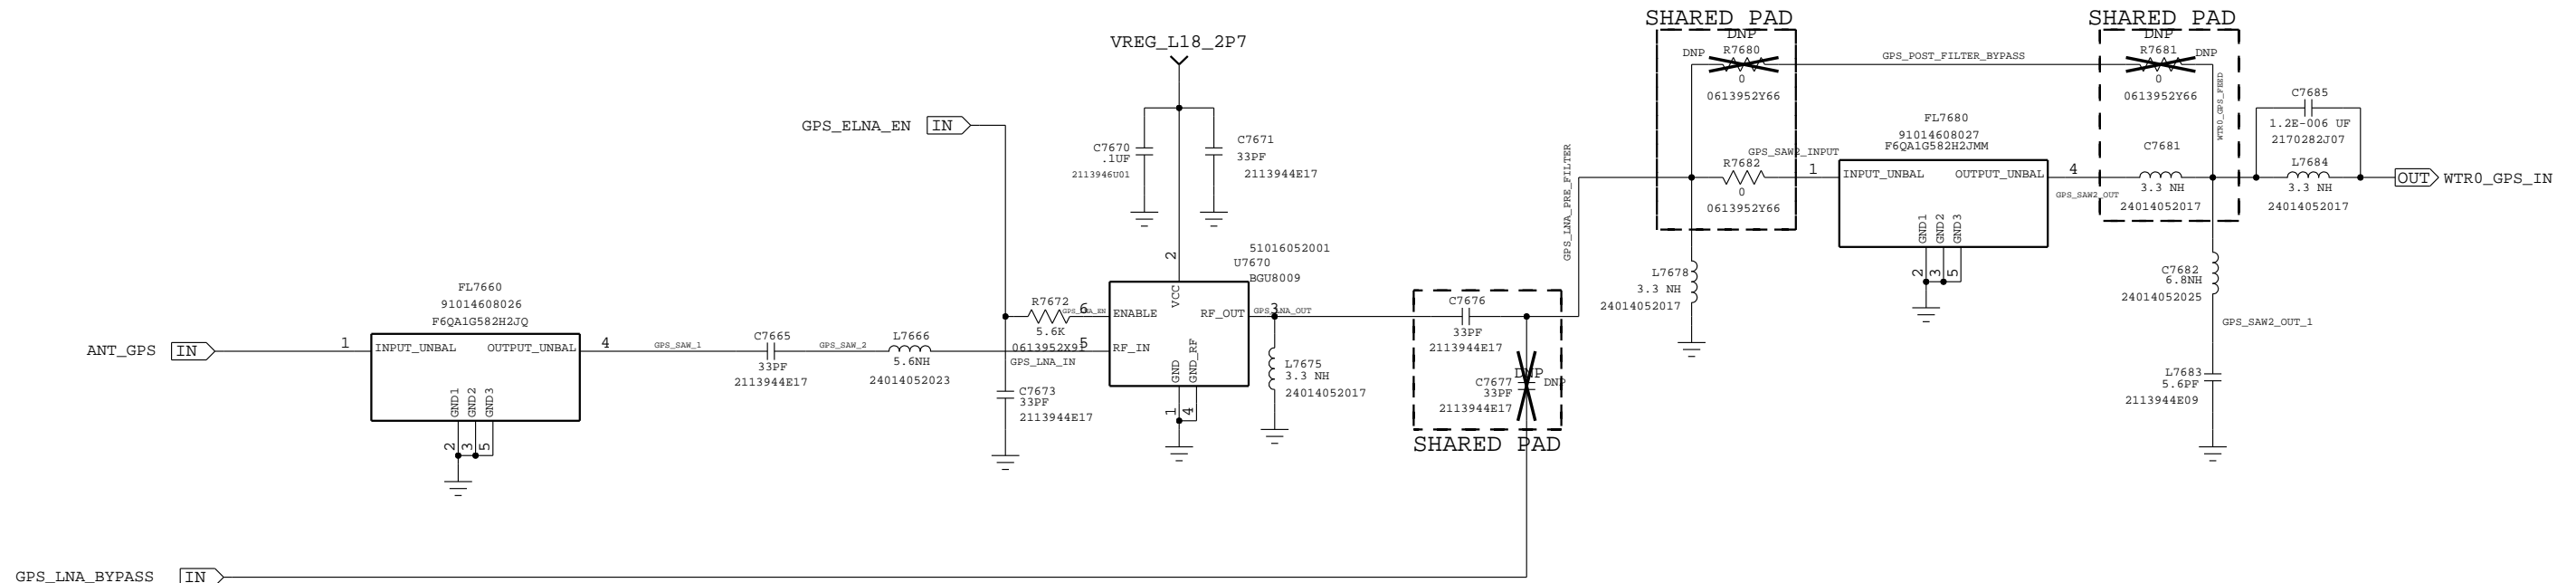 SHARED PAD
SHARED PAD
VREG_L18_2P7
DNP
DNP
R7680
0
0613952Y66
GPS_POST_FILTER_BYPASS
DNP
R7681
DNP
0
0613952Y66
WTR0_GPS_FEED
C7685
1.2E-006 UF
2170282J07
GPS_ELNA_EN
IN
C7670
.1UF
2113946U01
C7671
33PF
2113944E17
FL7680
91014608027
F6QA1G582H2JMM
C7681
3.3 NH
24014052017
GPS_SAW2_INPUT
R7682
0
0613952Y66
1
INPUT_UNBAL
OUTPUT_UNBAL
4
GPS_SAW2_OUT
GND1
GND2
GND3
2
3
5
L7684
3.3 NH
24014052017
OUT
WTR0_GPS_IN
GPS_LNA_PRE_FILTER
L7678
3.3 NH
24014052017
C7682
6.8NH
24014052025
GPS_SAW2_OUT_1
L7683
5.6PF
2113944E09
51016052001
U7670
BGU8009
2
VCC
ENABLE
RF_OUT
RF_IN
GND
GND_RF
1
4
FL7660
91014608026
F6QA1G582H2JQ
ANT_GPS
IN
1
INPUT_UNBAL
OUTPUT_UNBAL
4
GND1
GND2
GND3
2
3
5
GPS_SAW_1
C7665
33PF
2113944E17
GPS_SAW_2
L7666
5.6NH
24014052023
R7672
GPS_LNA_EN
6
5.6K
0613952X91
5
GPS_LNA_IN
C7673
33PF
2113944E17
3
GPS_LNA_OUT
L7675
3.3 NH
24014052017
C7676
33PF
2113944E17
DNP
C7677
DNP
33PF
2113944E17
SHARED PAD
GPS_LNA_BYPASS
IN